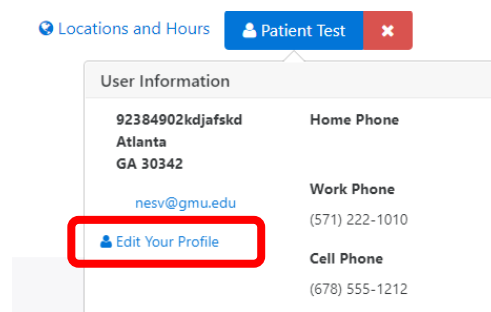 Locations and Hours
Patient Test
User Information
92384902kdjafskd
Atlanta
GA 30342
nesv@gmu.edu
Edit Your Profile
Home Phone
Work Phone
(571) 222-1010
Cell Phone
(678) 555-1212